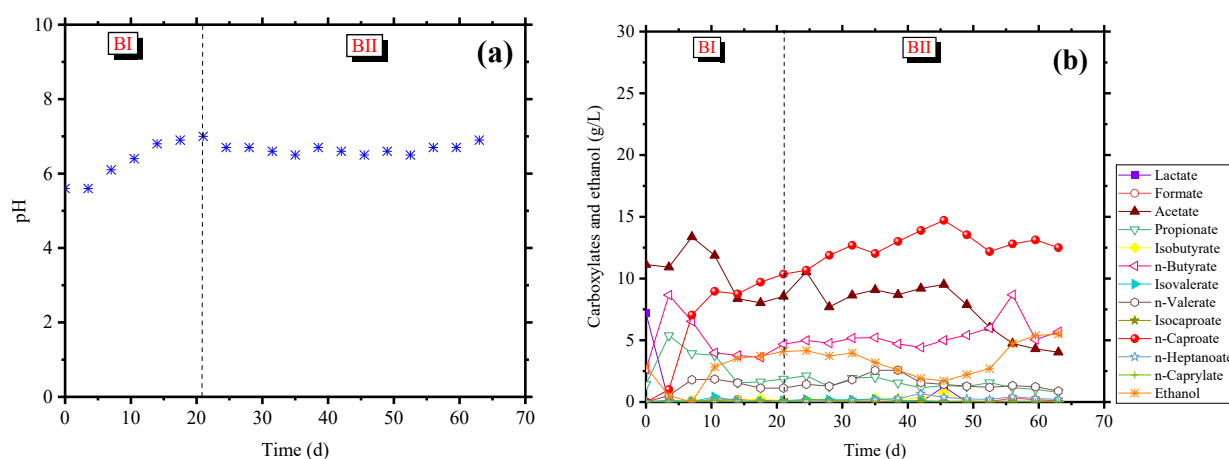 10
8
6
4
2
0
0
10
20
30
40
50
60
70
pH
Time (d)
BI
BII
(a)
30
25
20
15
10
5
0
0
10
20
30
40
50
60
70
Carboxylates and ethanol (g/L)
Time (d)
BI
BII
(b)
Lactate
Formate
Acetate
Propionate
Isobutyrate
n-Butyrate
Isovalerate
n-Valerate
Isocaproate
n-Caproate
n-Heptanoate
n-Caprylate
Ethanol